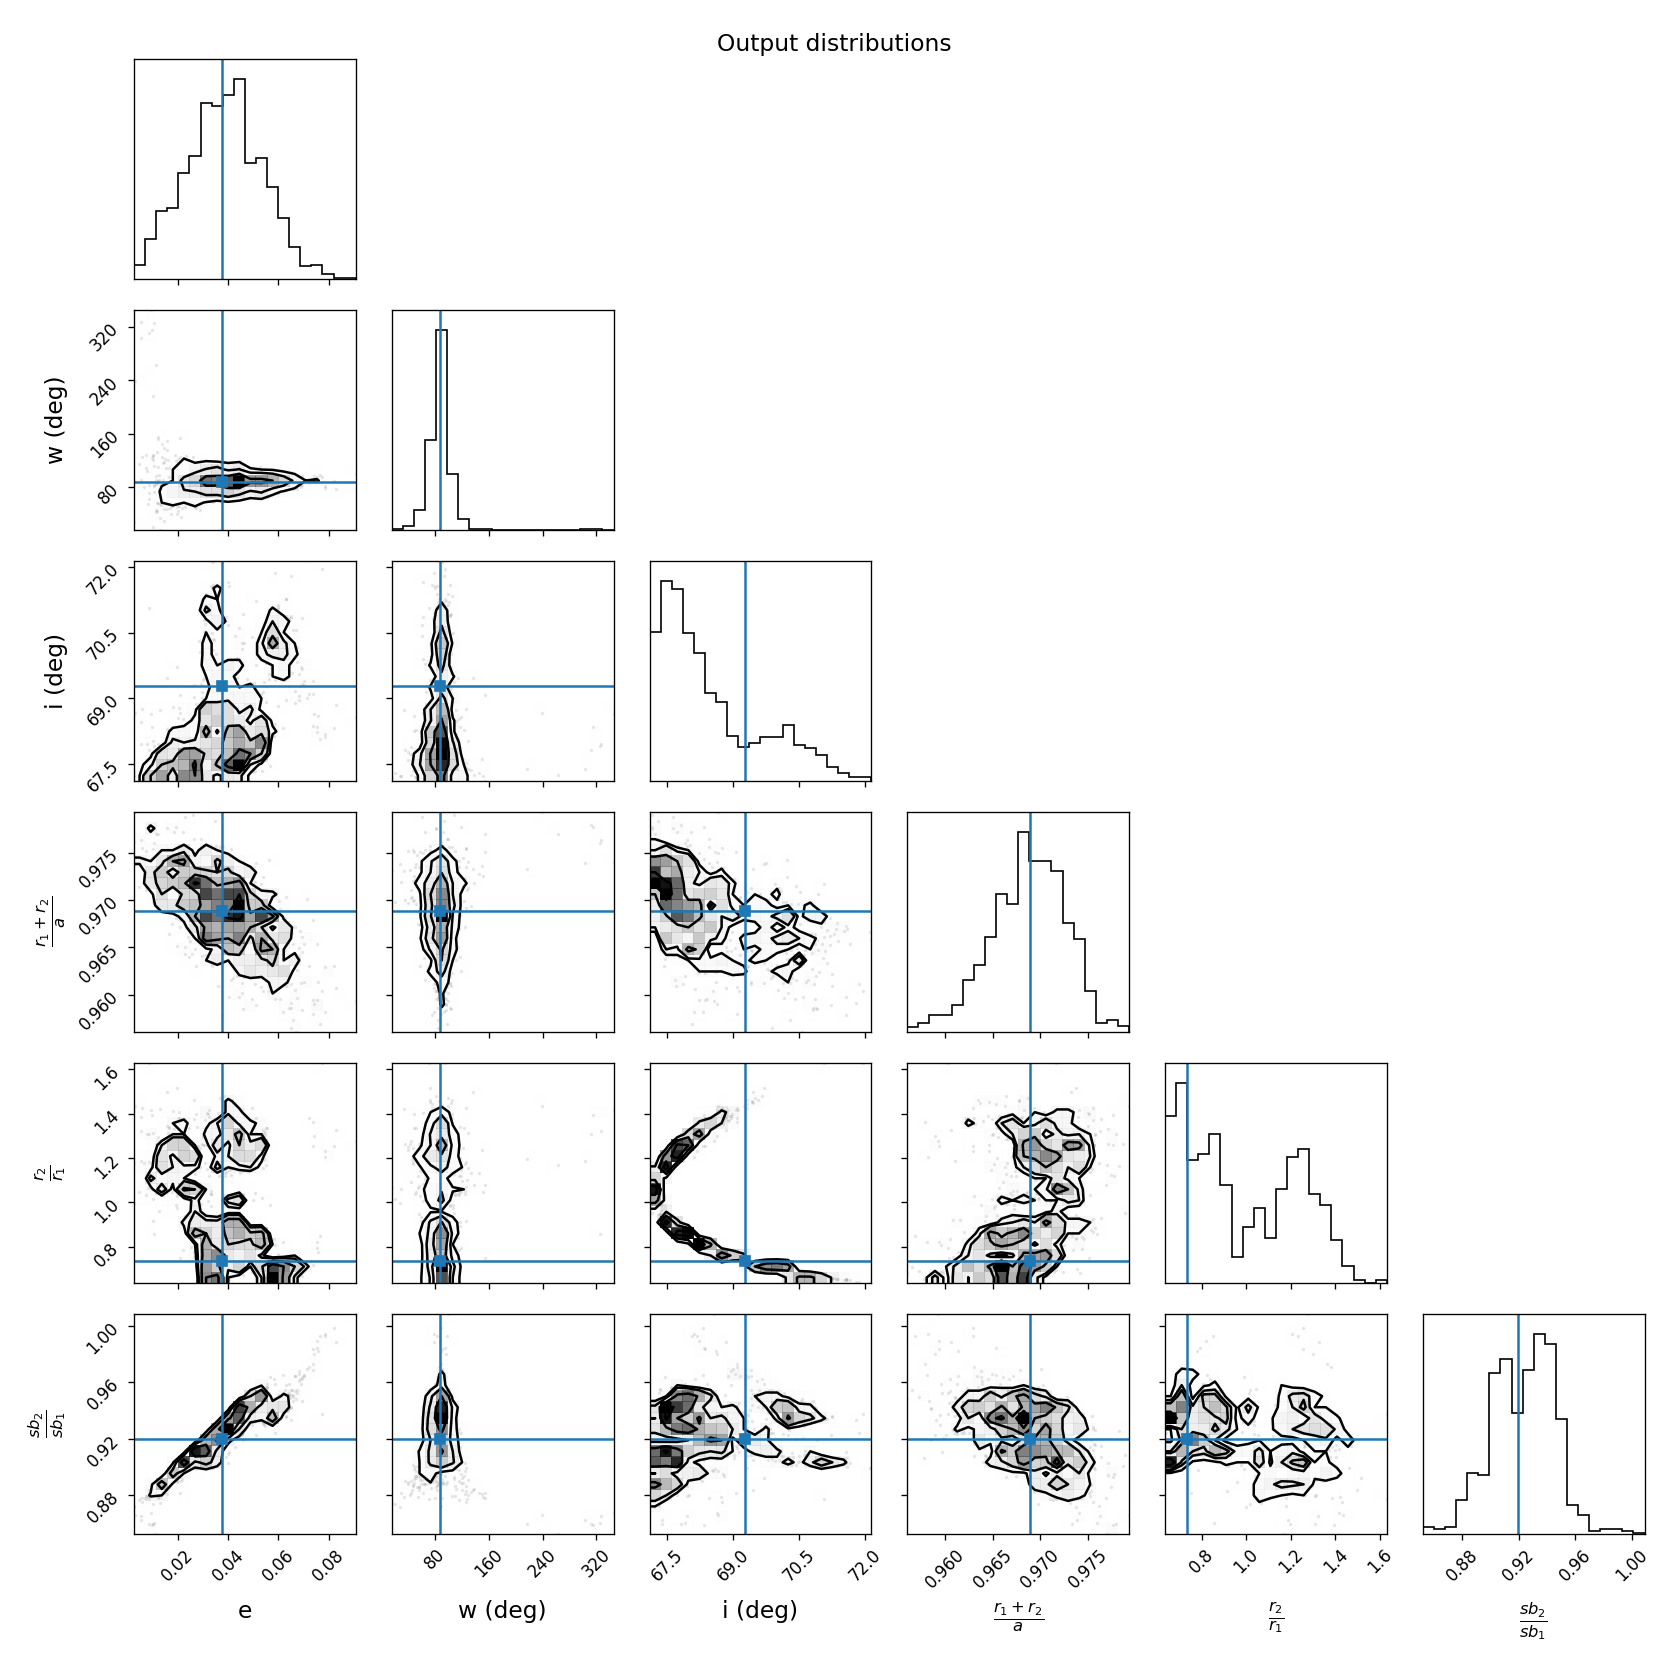 Output distributions
w (deg)
320
240
160
80
i (deg)
72.0
70.5
69.0
67.5
r₁ + r₂
a
0.975
0.970
0.965
0.960
r₂
r₁
1.6
1.4
1.2
1.0
0.8
sb₂
sb₁
1.00
0.96
0.92
0.88
0.02 0.04 0.06 0.08 80 160 240 320 67.5 69.0 70.5 72.0 0.960 0.965 0.970 0.975 0.8 1.0 1.2 1.4 1.6 0.88 0.92 0.96 1.00
e w (deg) i (deg)
r₁ + r₂
a
r₂
r₁
sb₂
sb₁